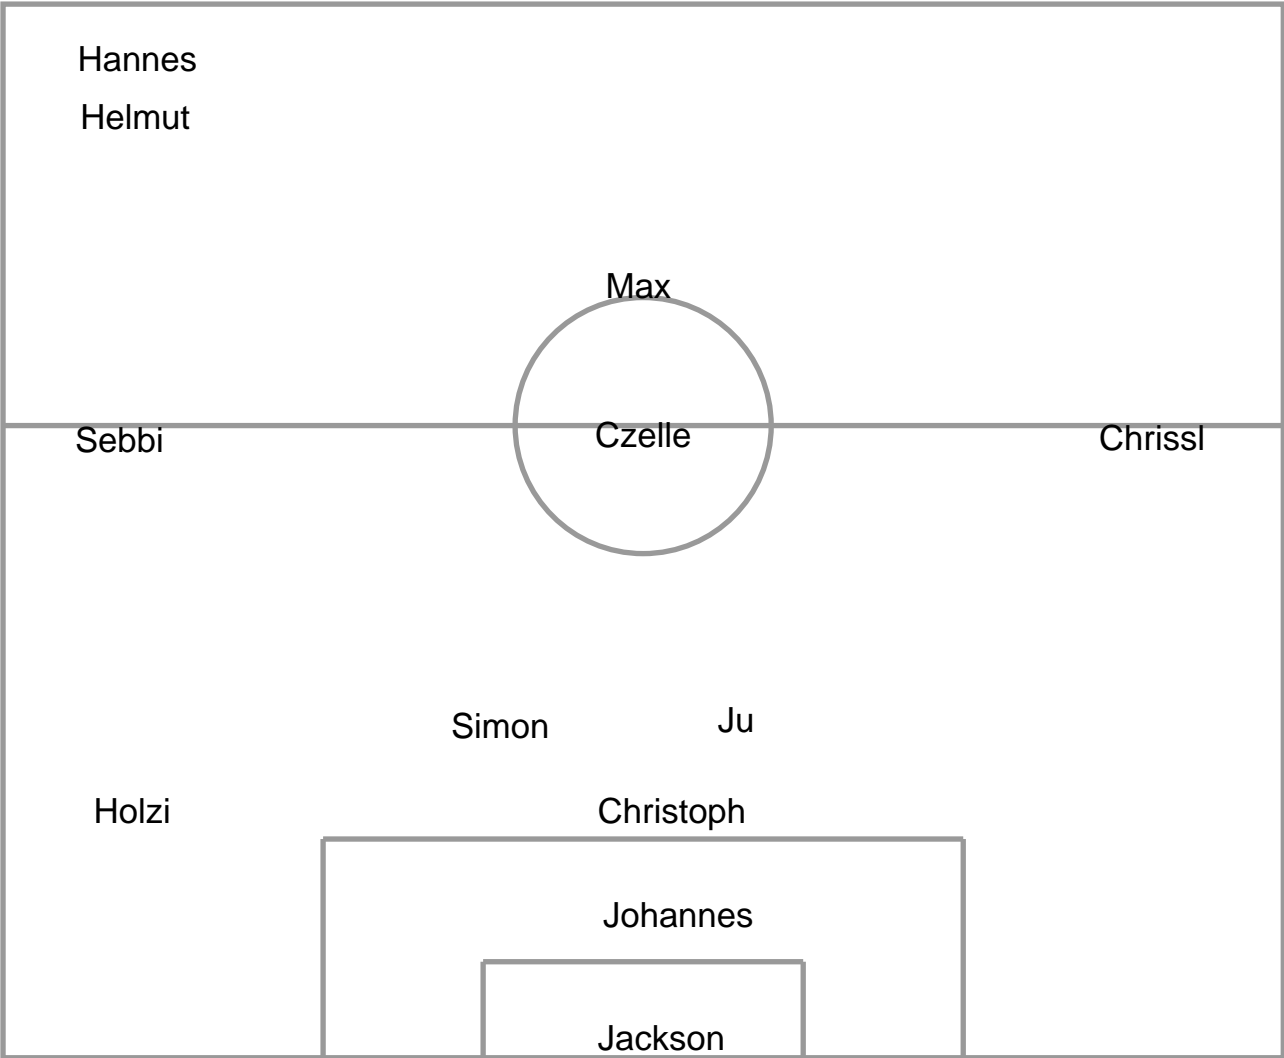 Hannes
Helmut
Max
Sebbi
Czelle
Chrissl
Simon
Ju
Holzi
Christoph
Johannes
Jackson